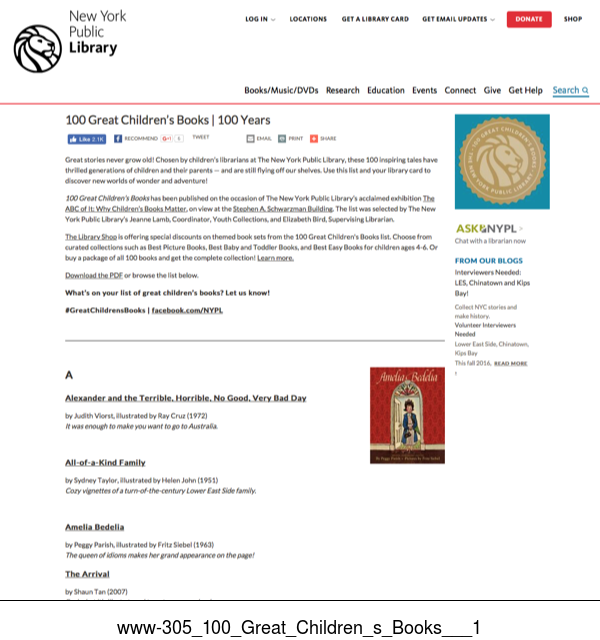 New York
Public
Library
LOG IN
LOCATIONS
GET A LIBRARY CARD
GET EMAIL UPDATES
DONATE
SHOP
Books/Music/DVDs Research Education Events Connect Give Get Help Search
100 Great Children's Books | 100 Years
Like 2.1K
RECOMMEND
TWEET
EMAIL
PRINT
SHARE
Great stories never grow old! Chosen by children's librarians at The New York Public Library, these 100 inspiring tales have
thrilled generations of children and their parents — and are still flying off our shelves. Use this list and your library card to
discover new worlds of wonder and adventure!
100 Great Children's Books has been published on the occasion of The New York Public Library's acclaimed exhibition The
ABC of It: Why Children's Books Matter, on view at the Stephen A. Schwarzman Building. The list was selected by The New
York Public Library's Jeanne Lamb, Coordinator, Youth Collections, and Elizabeth Bird, Supervising Librarian.
The Library Shop is offering special discounts on themed book sets from the 100 Great Children's Books list. Choose from
curated collections such as Best Picture Books, Best Baby and Toddler Books, and Best Easy Books for children ages 4-6. Or
buy a package of all 100 books and get the complete collection! Learn more.
Download the PDF or browse the list below.
What's on your list of great children's books? Let us know!
#GreatChildrensBooks | facebook.com/NYPL
100 GREAT CHILDREN'S BOOKS
NEW YORK PUBLIC LIBRARY
ASK NYPL
Chat with a librarian now
FROM OUR BLOGS
Interviewers Needed:
LES, Chinatown and Kips
Bay!
Collect NYC stories and
make history.
Volunteer Interviewers
Needed
Lower East Side, Chinatown,
Kips Bay
This fall 2016, READ MORE
A
Alexander and the Terrible, Horrible, No Good, Very Bad Day
by Judith Viorst, illustrated by Ray Cruz (1972)
It was enough to make you want to go to Australia.
Amelia Bedelia
All-of-a-Kind Family
by Sydney Taylor, illustrated by Helen John (1951)
Cozy vignettes of a turn-of-the-century Lower East Side family.
Amelia Bedelia
by Peggy Parish, illustrated by Fritz Siebel (1963)
The queen of idioms makes her grand appearance on the page!
The Arrival
by Shaun Tan (2007)
www-305_100_Great_Children_s_Books___1